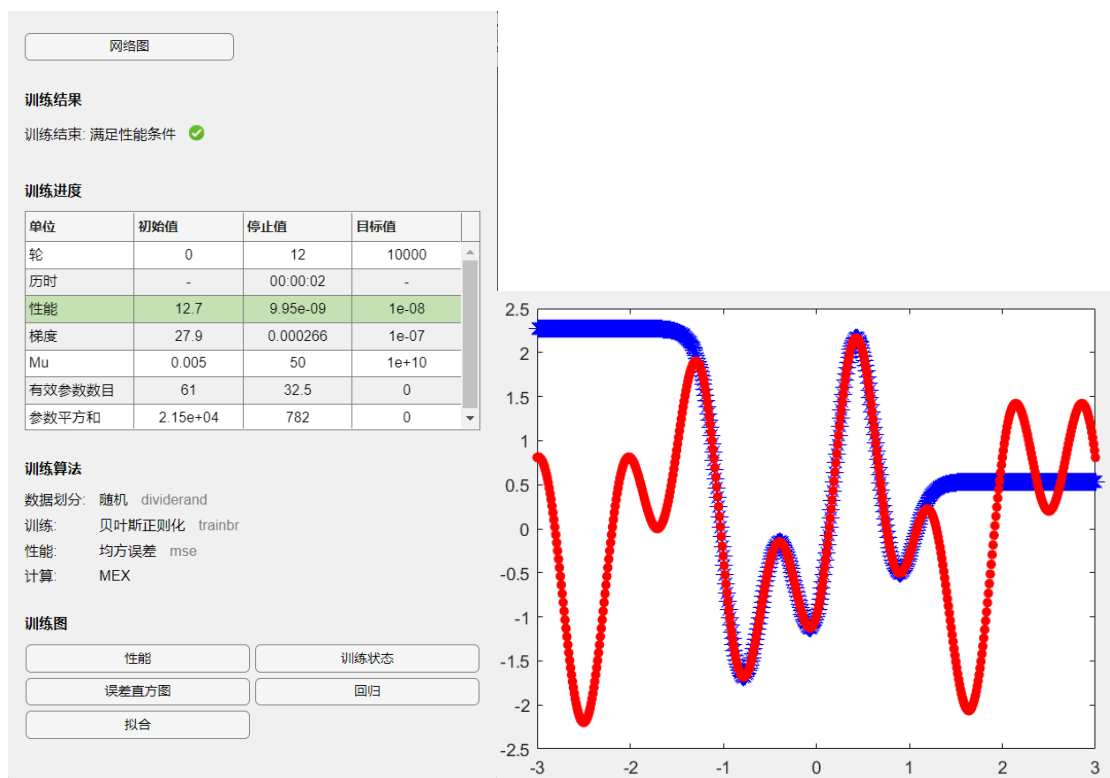 网络图
训练结果
训练结束: 满足性能条件
训练进度
单位 初始值 停止值 目标值
轮 0 12 10000
历时 - 00:00:02 -
性能 12.7 9.95e-09 1e-08
梯度 27.9 0.000266 1e-07
Mu 0.005 50 1e+10
有效参数数目 61 32.5 0
参数平方和 2.15e+04 782 0
训练算法
数据划分: 随机 dividerand
训练: 贝叶斯正则化 trainbr
性能: 均方误差 mse
计算: MEX
训练图
性能 训练状态
误差直方图 回归
拟合
2.5
2
1.5
1
0.5
0
-0.5
-1
-1.5
-2
-2.5
-3 -2 -1 0 1 2 3